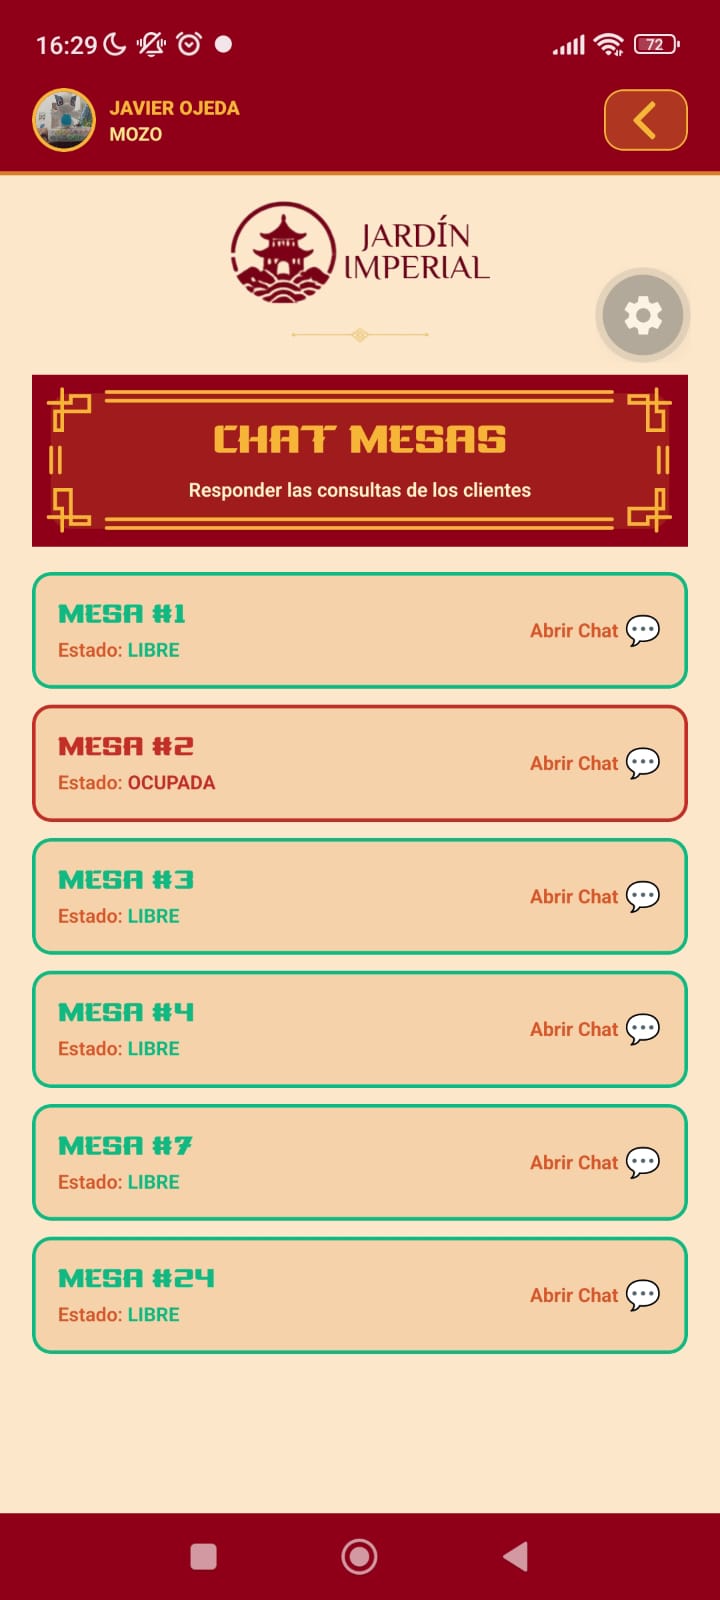 16:29
72
JAVIER OJEDA
MOZO
JARDÍN
IMPERIAL
CHAT MESAS
Responder las consultas de los clientes
MESA #1
Estado: LIBRE
Abrir Chat
MESA #2
Estado: OCUPADA
Abrir Chat
MESA #3
Estado: LIBRE
Abrir Chat
MESA #4
Estado: LIBRE
Abrir Chat
MESA #7
Estado: LIBRE
Abrir Chat
MESA #24
Estado: LIBRE
Abrir Chat